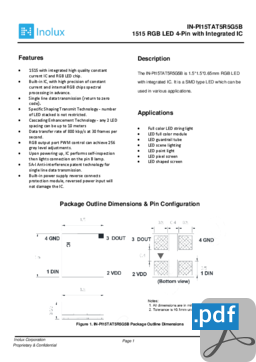 Inolux
IN-PI15TAT5R5G5B
1515 RGB LED 4-Pin with Integrated IC
Features
1515 with integrated high quality constant current IC and RGB LED chip.
Built-in IC, with high precision of constant current and internal RGB chips spectral processing in advance.
Single line data transmission (return to zero code).
Specific Shaping Transmit Technology - number of LED stacked is not restricted.
Cascading Enhancement Technology - any 2 LED spacing can be up to 10 meters
Data transfer rate of 800 kbp/s at 30 frames per second.
RGB output port PWM control can achieve 256 gray level adjustments.
Upon powering up, IC performs self-inspection then lights connection on the pin B lamp.
5A l Anti-interference patent technology for single line data transmission.
Built-in power supply reverse connects protection module, reversed power input will not damage the IC.
Description
The IN-PI15TAT5R5G5B is 1.5*1.5*0.65mm RGB LED with integrated IC. It is a SMD type LED which can be used in various applications.
Applications
Full color LED string light
LED full color module
LED guardrail tube
LED scene lighting
LED point light
LED pixel screen
LED shaped screen
Package Outline Dimensions & Pin Configuration
4 GND
3 DOUT
1 DIN
2 VDD
3 DOUT
4 GND
2 VDD
1 DIN
(Bottom view)
Notes:
1. All dimensions are in
2. Tolerance is ±0.1mm
Figure 1. IN-PI15TAT5R5G5B Package Outline Dimensions
.pdf
Inolux Corporation
Proprietary & Confidential
Page 1